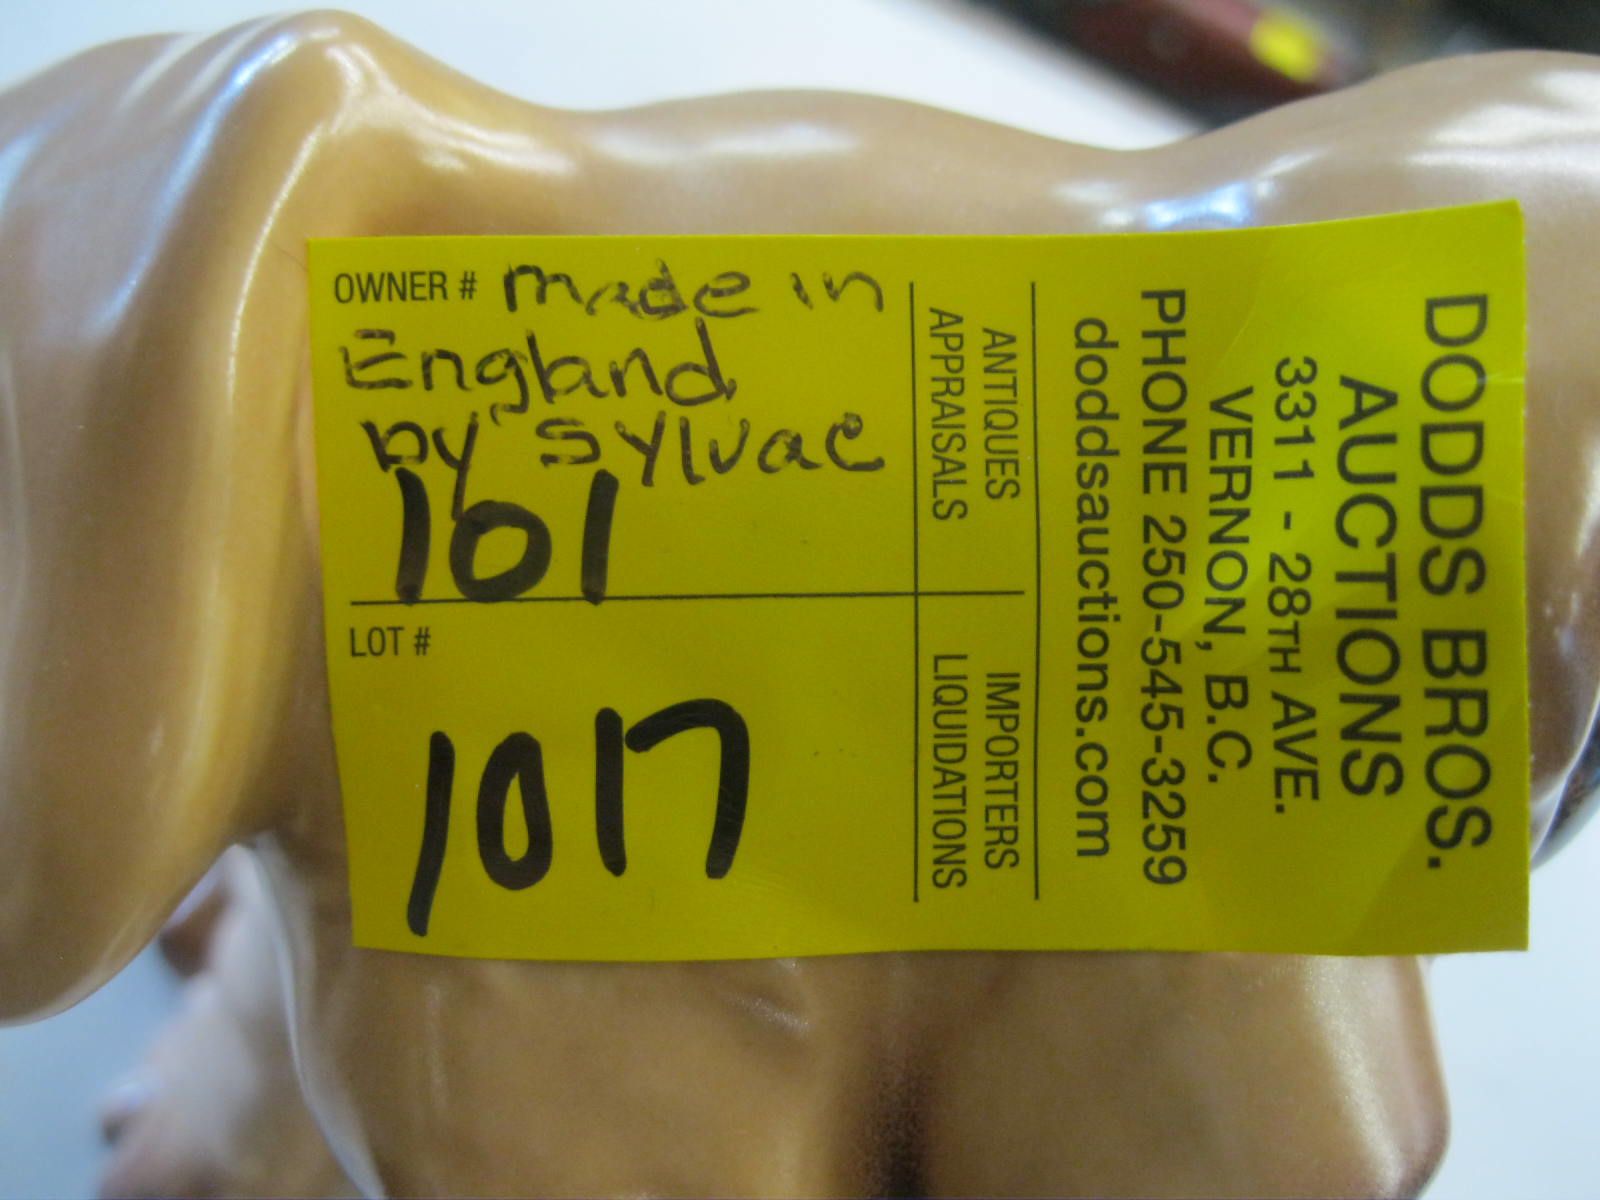 OWNER # made in
England
by Sylvac
101
LOT #
1017
ANTIQUES
APPRAISALS
IMPORTERS
LIQUIDATIONS
DODDS BROS.
AUCTIONS
3311 - 28TH AVE.
VERNON, B.C.
PHONE 250-545-3259
doddsauctions.com